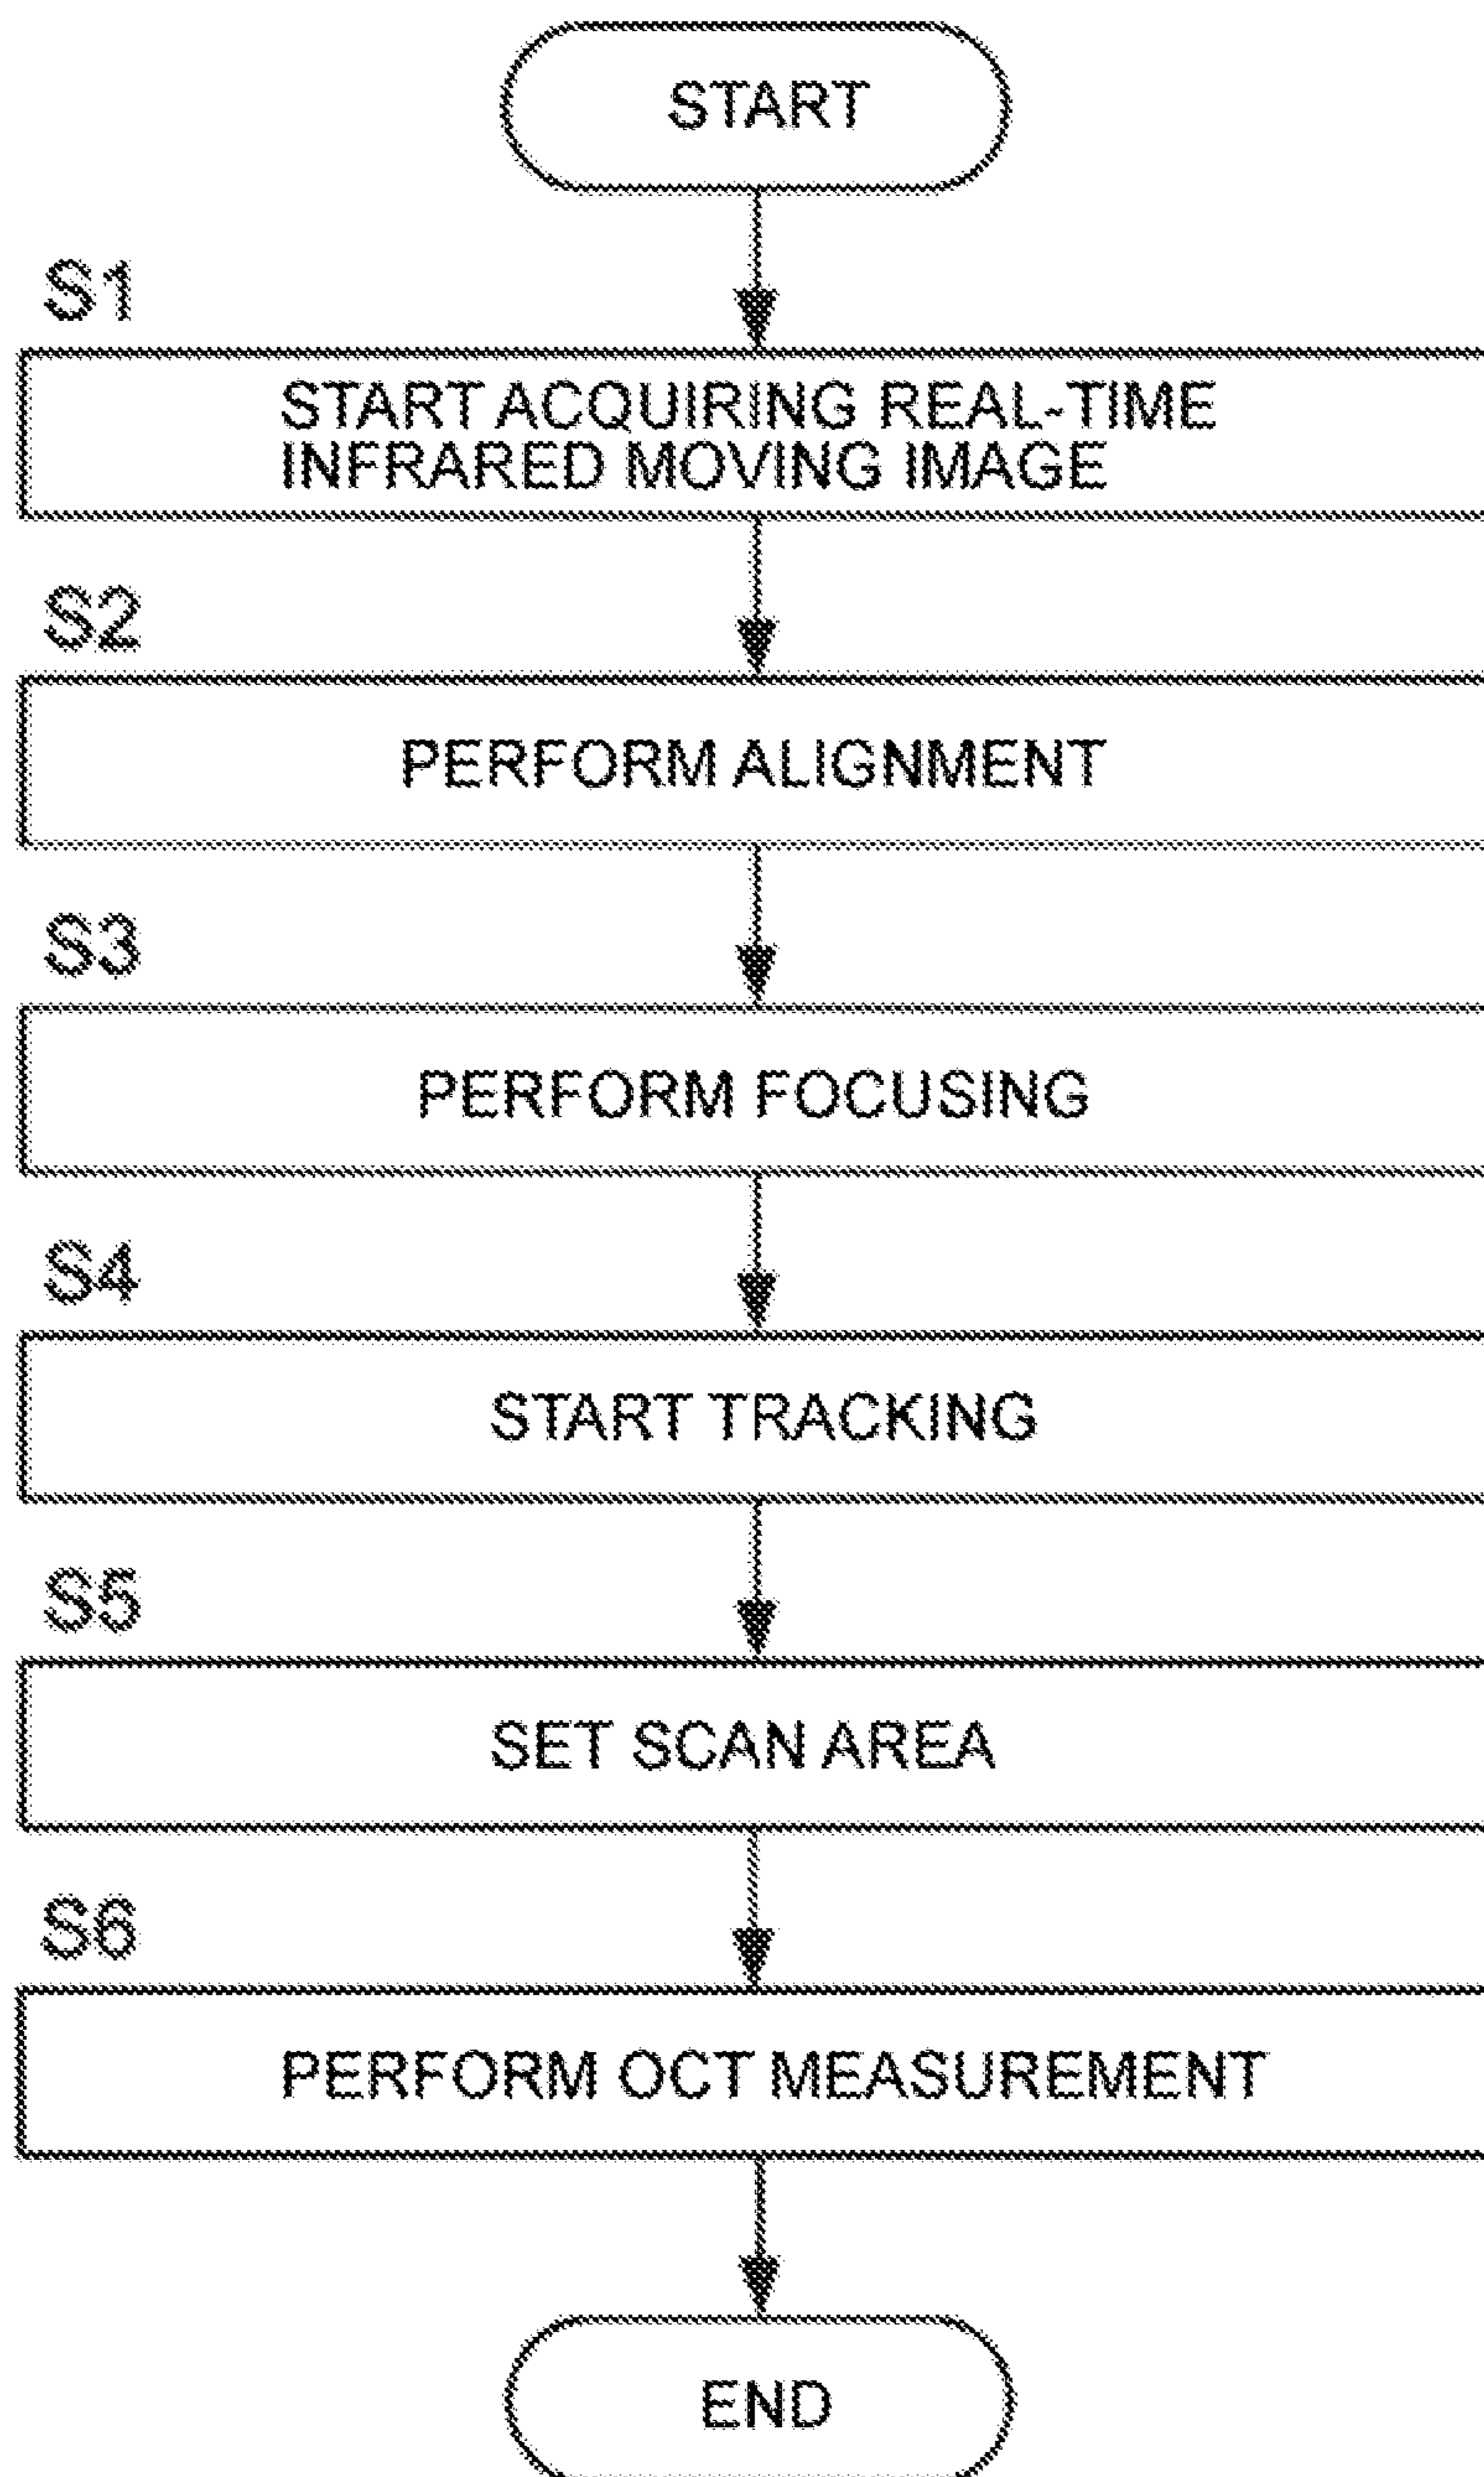 START
S1
START ACQUIRING REAL-TIME
INFRARED MOVING IMAGE
S2
PERFORM ALIGNMENT
S3
PERFORM FOCUSING
S4
START TRACKING
S5
SET SCAN AREA
S6
PERFORM OCT MEASUREMENT
END